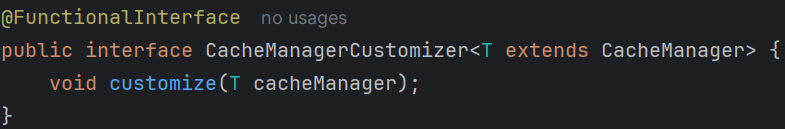 @FunctionalInterface no usages
public interface CacheManagerCustomizer<T extends CacheManager> {
    void customize(T cacheManager);
}